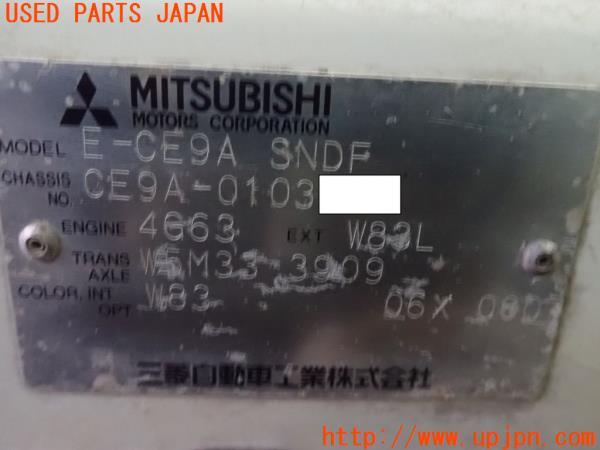 USED PARTS JAPAN
MITSUBISHI
MOTORS CORPORATION
MODEL E-CE9A SNDF
CHASSIS NO. CE9A-0103
ENGINE 4G63 EXT W83L
TRANS AXLE W5M33 3909
COLOR, INT OPT W83 06X 06D
三菱自動車工業株式会社
http://www.upjpn.com